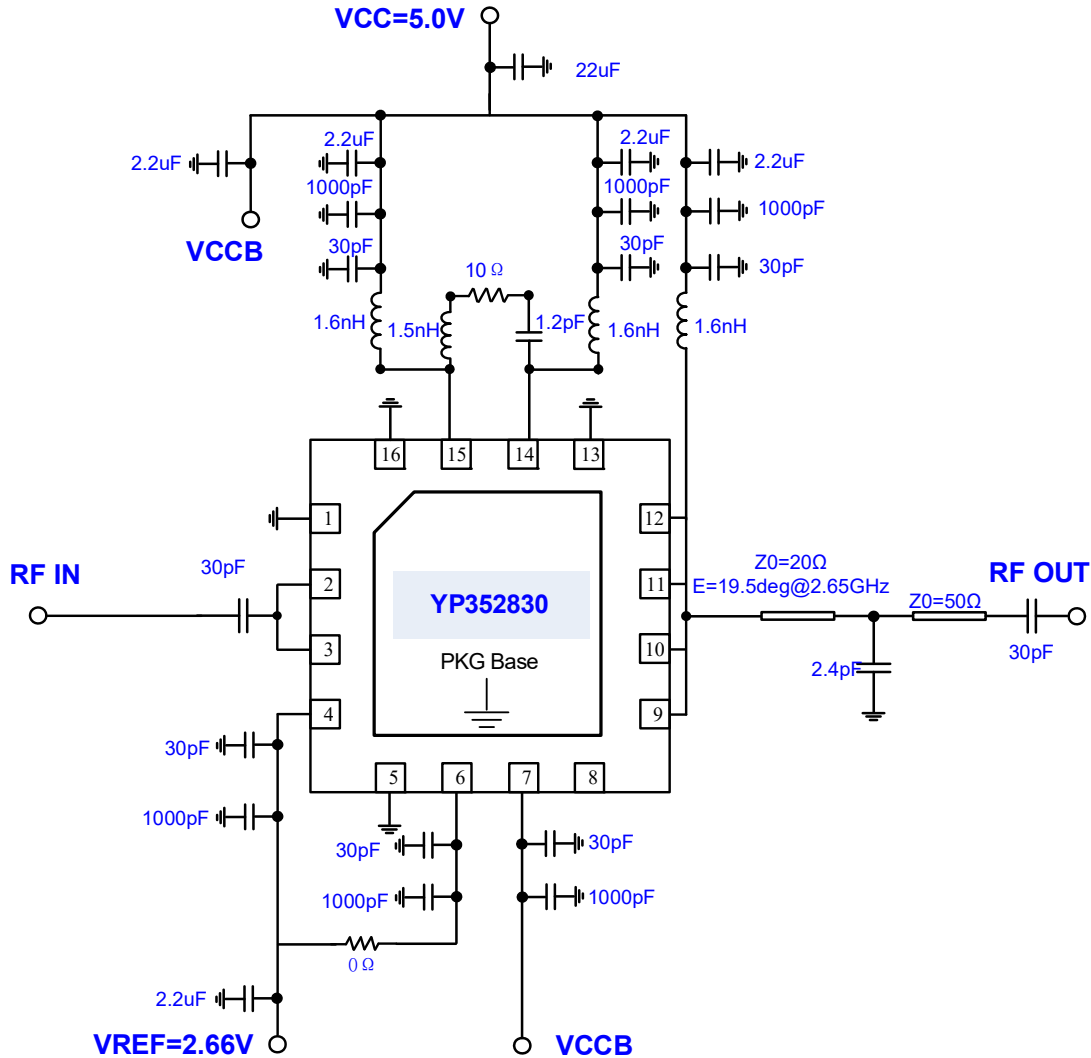 VCC=5.0V
22uF
2.2uF
2.2uF
2.2uF
2.2uF
1000pF
1000pF
1000pF
VCCB
30pF
30pF
30pF
10 Ω
1.6nH
1.5nH
1.2pF
1.6nH
1.6nH
16
15
14
13
1
12
RF IN
30pF
2
11
Z0=20Ω
E=19.5deg@2.65GHz
RF OUT
Z0=50Ω
YP352830
3
PKG Base
10
2.4pF
30pF
4
9
30pF
5
6
7
8
1000pF
30pF
30pF
1000pF
1000pF
0 Ω
2.2uF
VREF=2.66V
VCCB